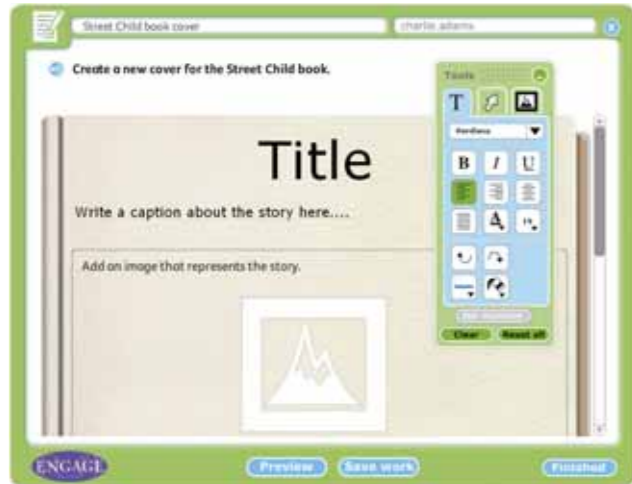 Street Child book cover
charlie.adams
Create a new cover for the Street Child book.
Tools
T
Verdana
B I U
Title
Write a caption about the story here....
A
Add an image that represents the story.
Clear Reset all
ENGAGE
Preview Save work Finished